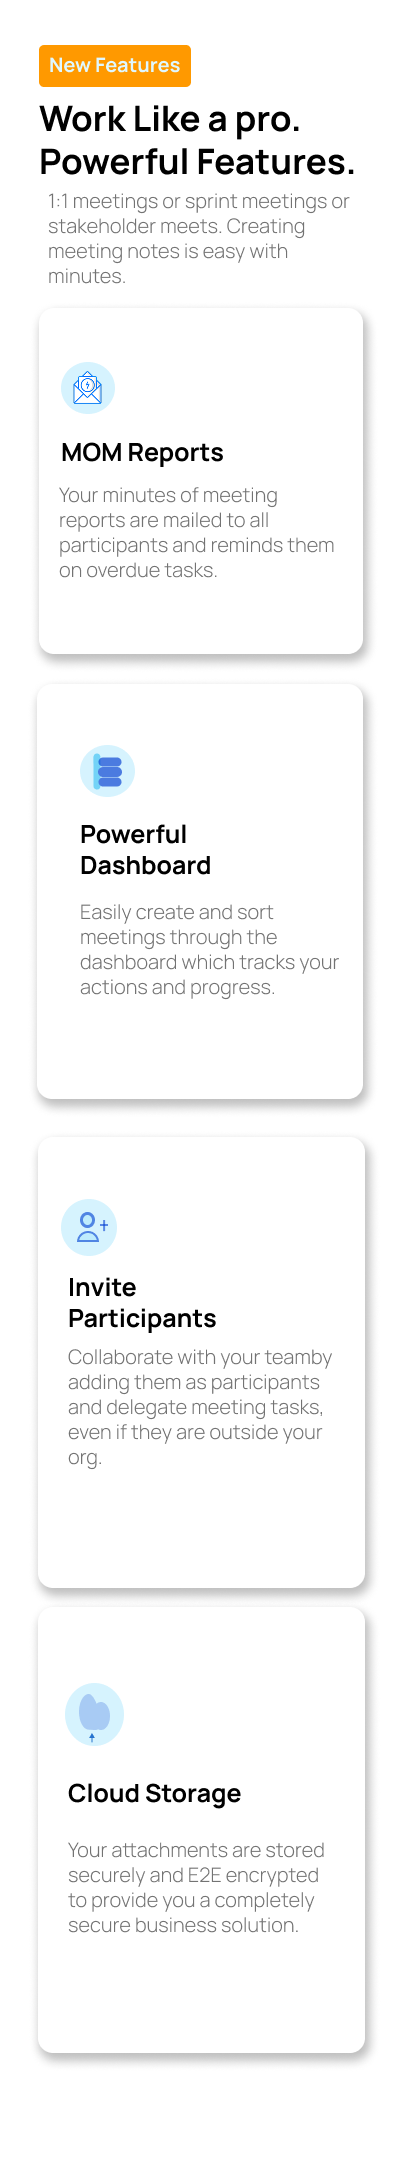 New Features
Work Like a pro.
Powerful Features.
1:1 meetings or sprint meetings or
stakeholder meets. Creating
meeting notes is easy with
minutes.
MOM Reports
Your minutes of meeting
reports are mailed to all
participants and reminds them
on overdue tasks.
Powerful
Dashboard
Easily create and sort
meetings through the
dashboard which tracks your
actions and progress.
Invite
Participants
Collaborate with your teamby
adding them as participants
and delegate meeting tasks,
even if they are outside your
org.
Cloud Storage
Your attachments are stored
securely and E2E encrypted
to provide you a completely
secure business solution.